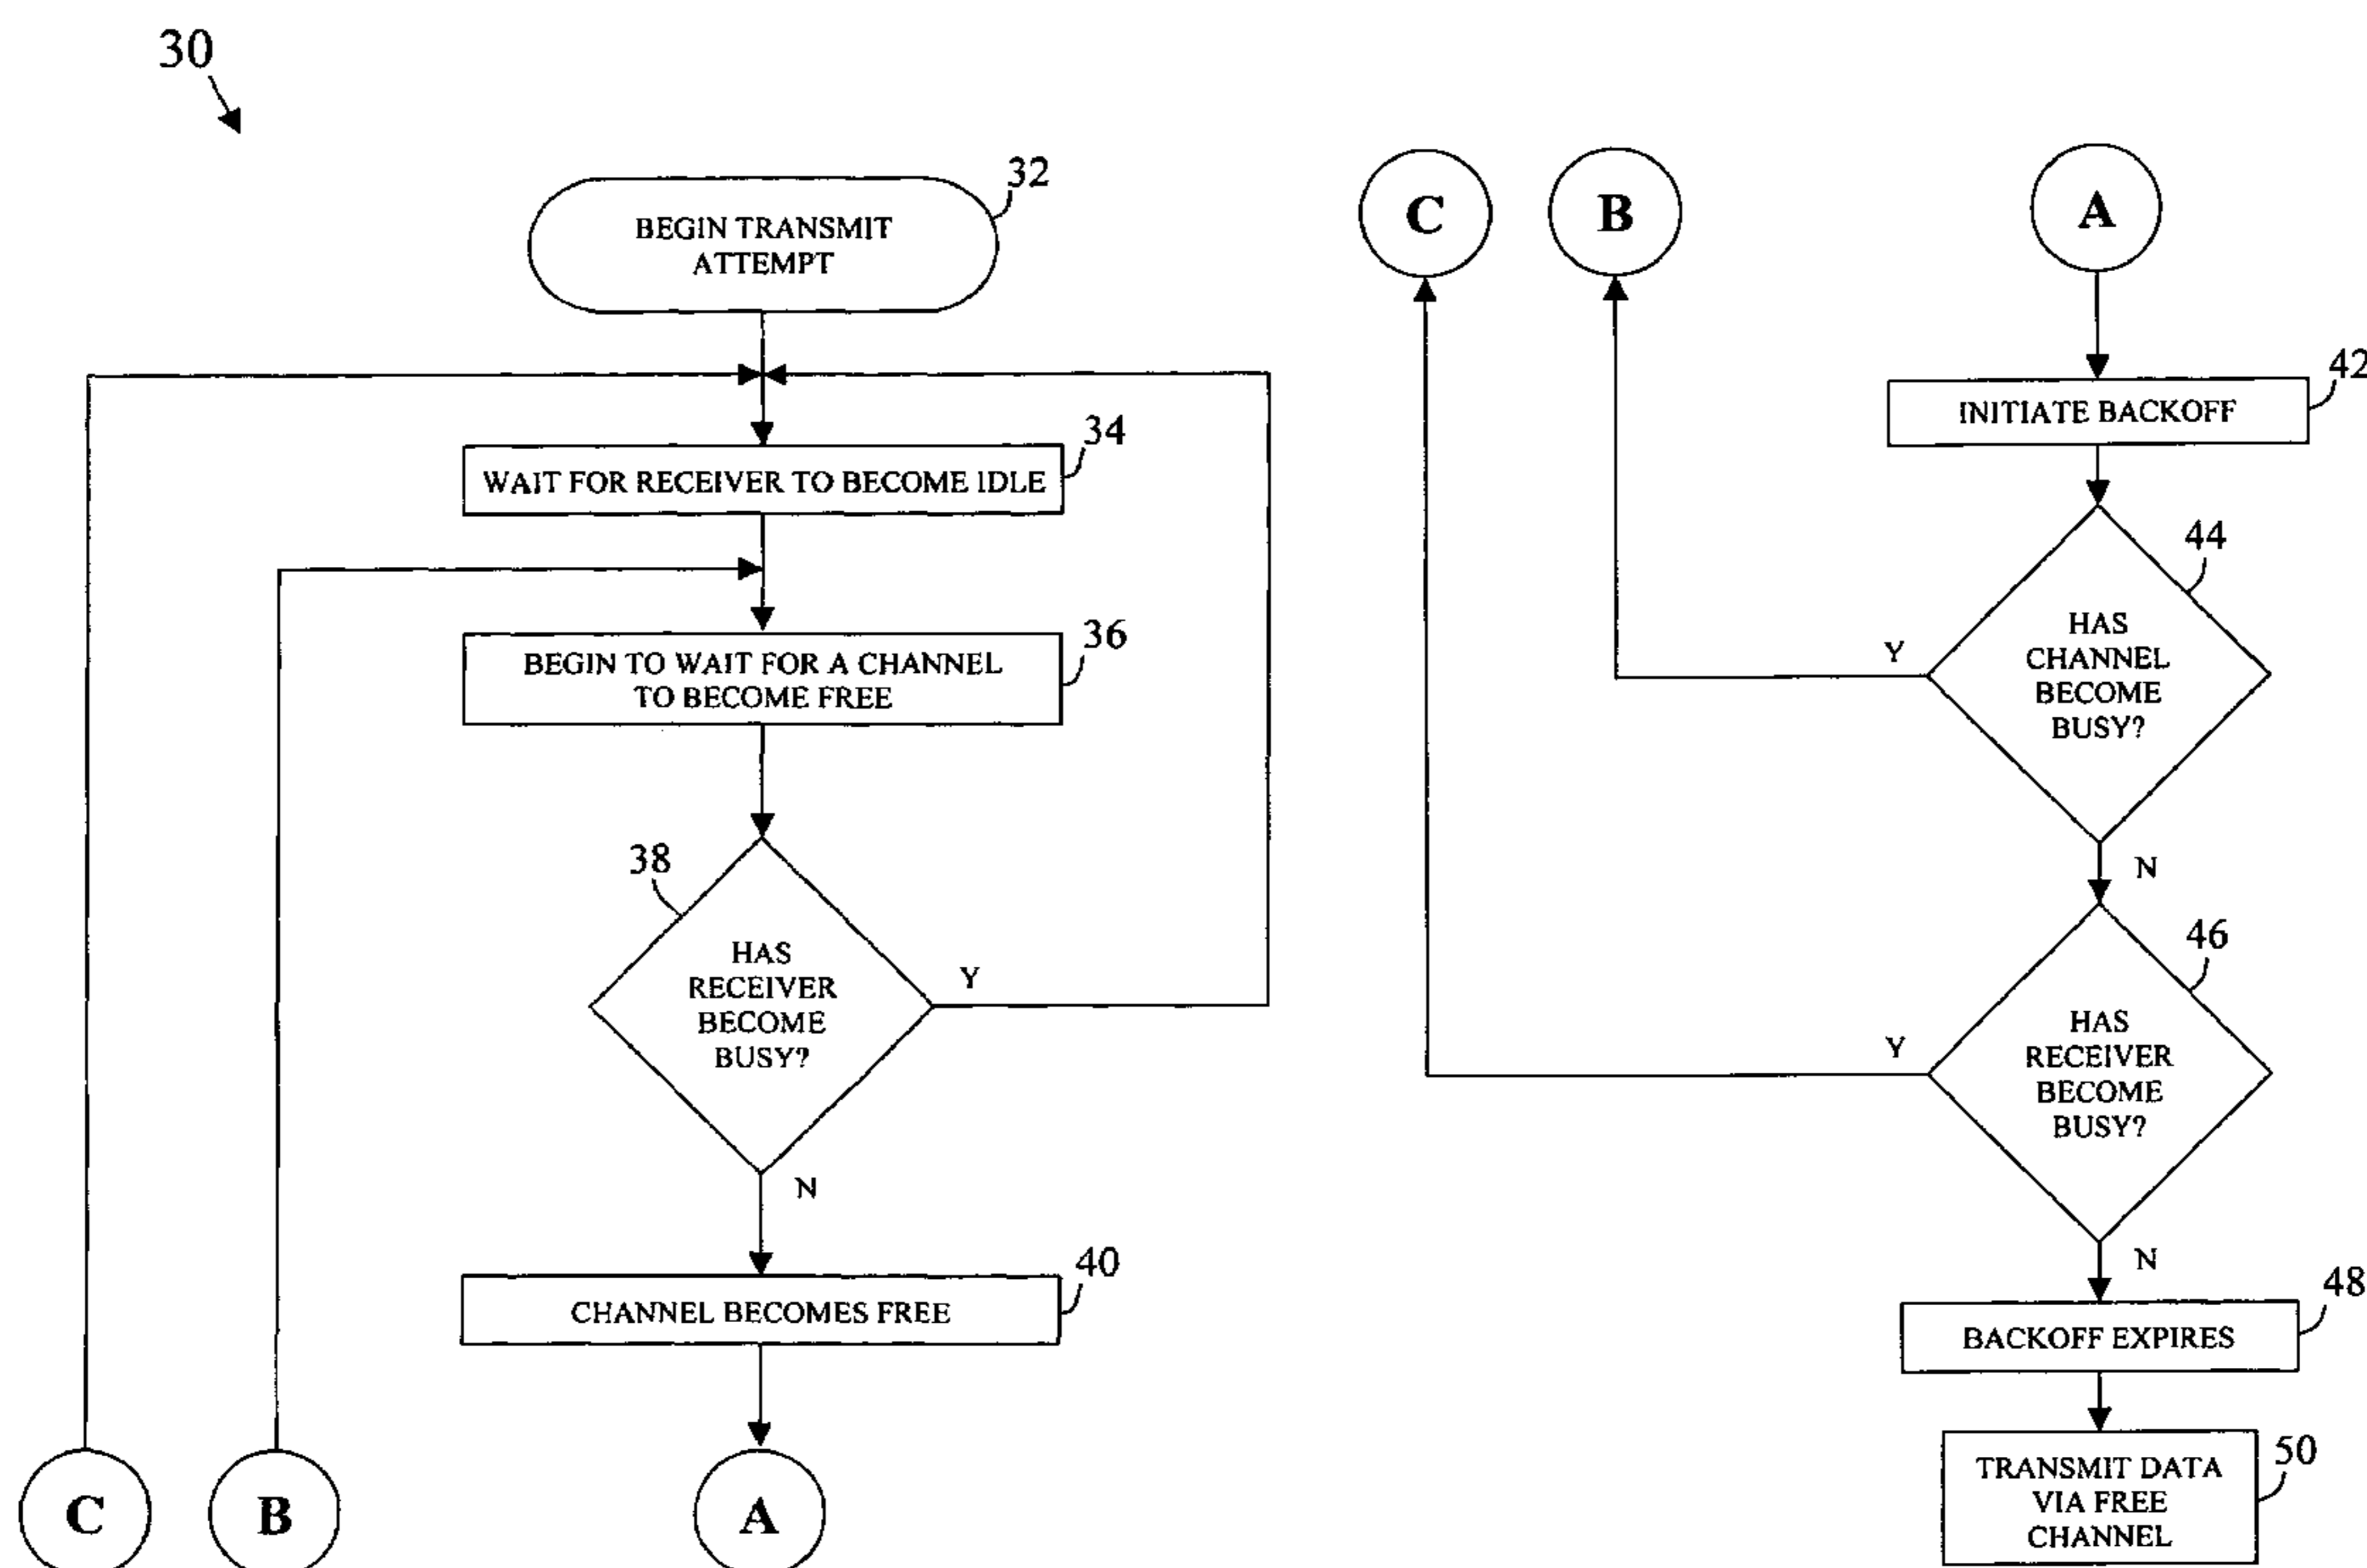 30
32
BEGIN TRANSMIT
ATTEMPT
34
WAIT FOR RECEIVER TO BECOME IDLE
36
BEGIN TO WAIT FOR A CHANNEL
TO BECOME FREE
38
HAS
RECEIVER
BECOME
BUSY?
Y
N
40
CHANNEL BECOMES FREE
C
B
A
C
B
A
42
INITIATE BACKOFF
44
HAS
CHANNEL
BECOME
BUSY?
Y
N
46
HAS
RECEIVER
BECOME
BUSY?
Y
N
48
BACKOFF EXPIRES
50
TRANSMIT DATA
VIA FREE
CHANNEL